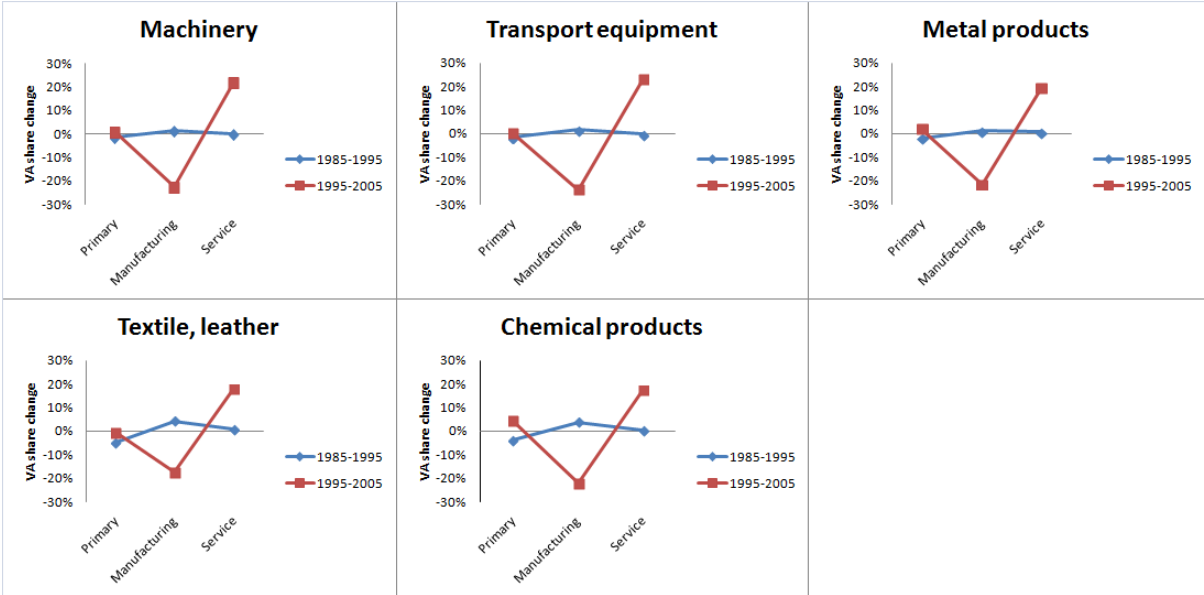 Machinery
30%
20%
10%
0%
-10%
-20%
-30%
VA share change
Primary
Manufacturing
Service
1985-1995
1995-2005
Transport equipment
30%
20%
10%
0%
-10%
-20%
-30%
VA share change
Primary
Manufacturing
Service
1985-1995
1995-2005
Metal products
30%
20%
10%
0%
-10%
-20%
-30%
VA share change
Primary
Manufacturing
Service
1985-1995
1995-2005
Textile, leather
30%
20%
10%
0%
-10%
-20%
-30%
VA share change
Primary
Manufacturing
Service
1985-1995
1995-2005
Chemical products
30%
20%
10%
0%
-10%
-20%
-30%
VA share change
Primary
Manufacturing
Service
1985-1995
1995-2005